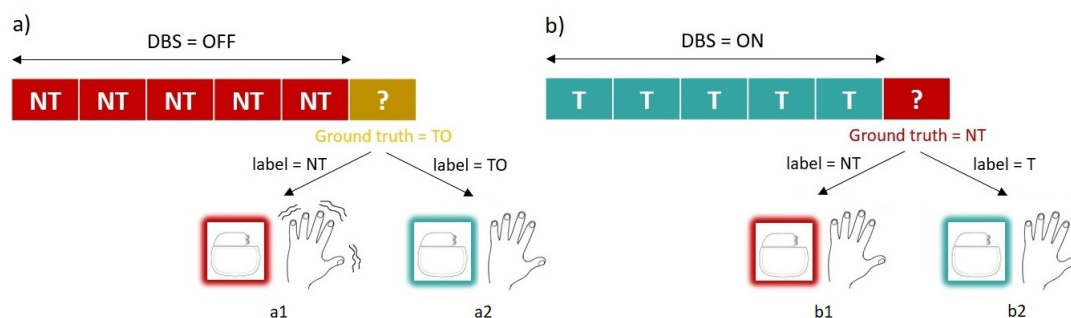 a)
DBS = OFF
NT NT NT NT NT ?
Ground truth = TO
label = NT
label = TO
a1
a2
b)
DBS = ON
T T T T T ?
Ground truth = NT
label = NT
label = T
b1
b2